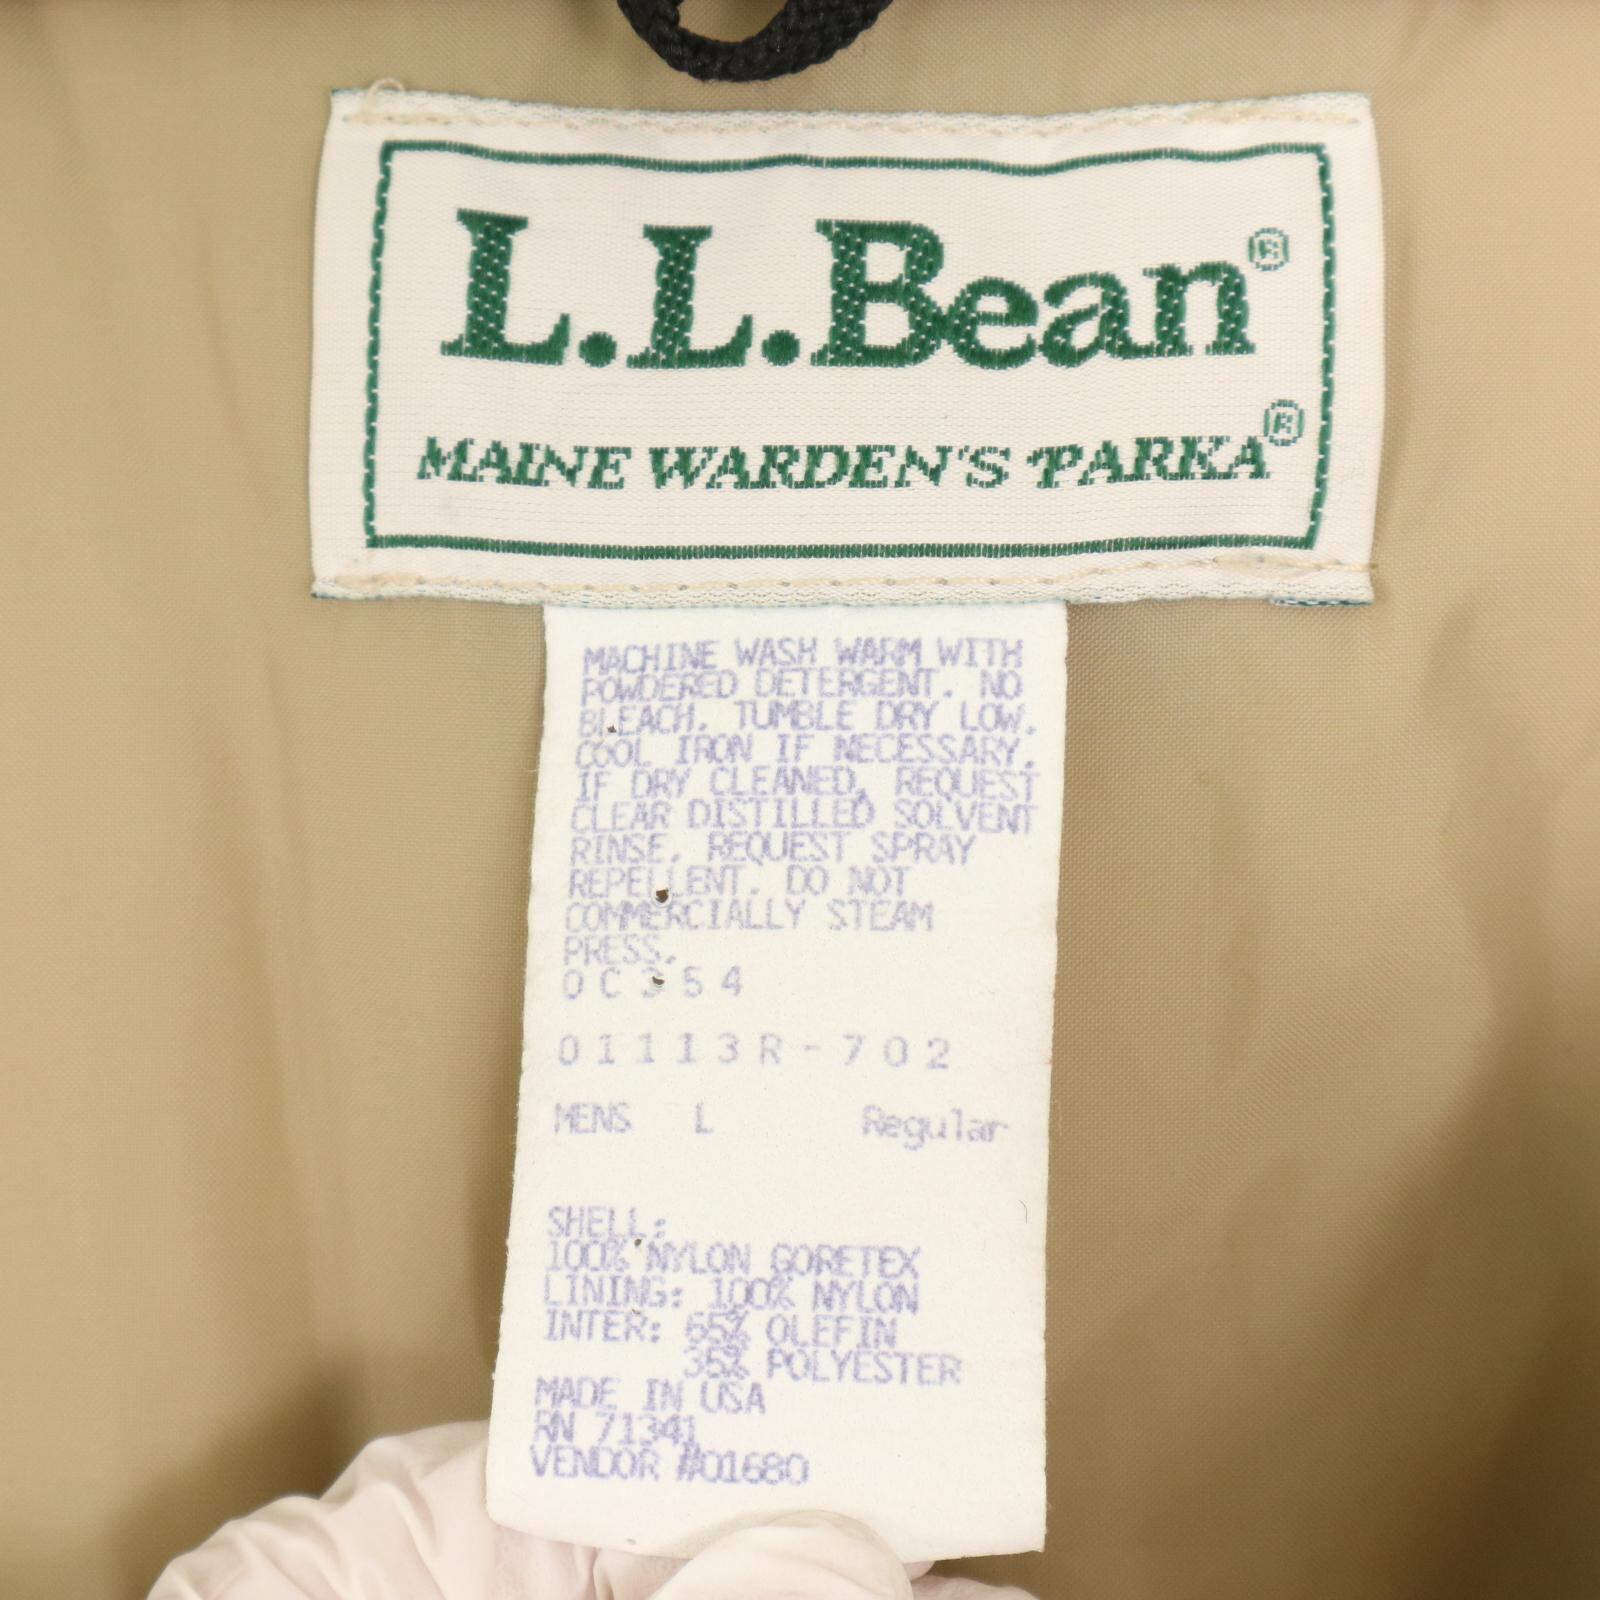 L.L.Bean®
MAINE WARDEN'S PARKA®
MACHINE WASH WARM WITH
POWDERED DETERGENT. NO
BLEACH. TUMBLE DRY LOW.
COOL IRON IF NECESSARY.
IF DRY CLEANED, REQUEST
CLEAR DISTILLED SOLVENT
RINSE. REQUEST SPRAY
REPELLENT. DO NOT
COMMERCIALLY STEAM
PRESS.
0C354
01113R-702
MENS L Regular
SHELL:
100% NYLON GORETEX
LINING: 100% NYLON
INTER: 65% OLEFIN
35% POLYESTER
MADE IN USA
RN 71341
VENDOR #01680